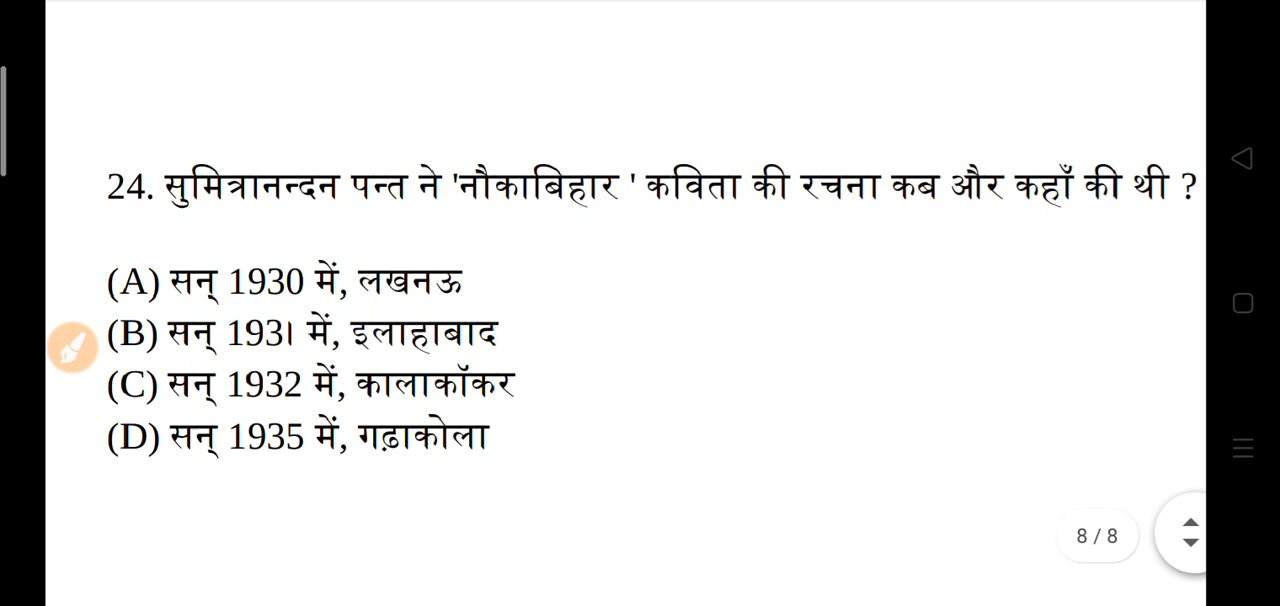 24. सुमित्रानन्दन पन्त ने 'नौकाबिहार ' कविता की रचना कब और कहाँ की थी ?
(A) सन् 1930 में, लखनऊ
(B) सन् 193। में, इलाहाबाद
(C) सन् 1932 में, कालाकॉकर
(D) सन् 1935 में, गढ़ाकोला
8 / 8